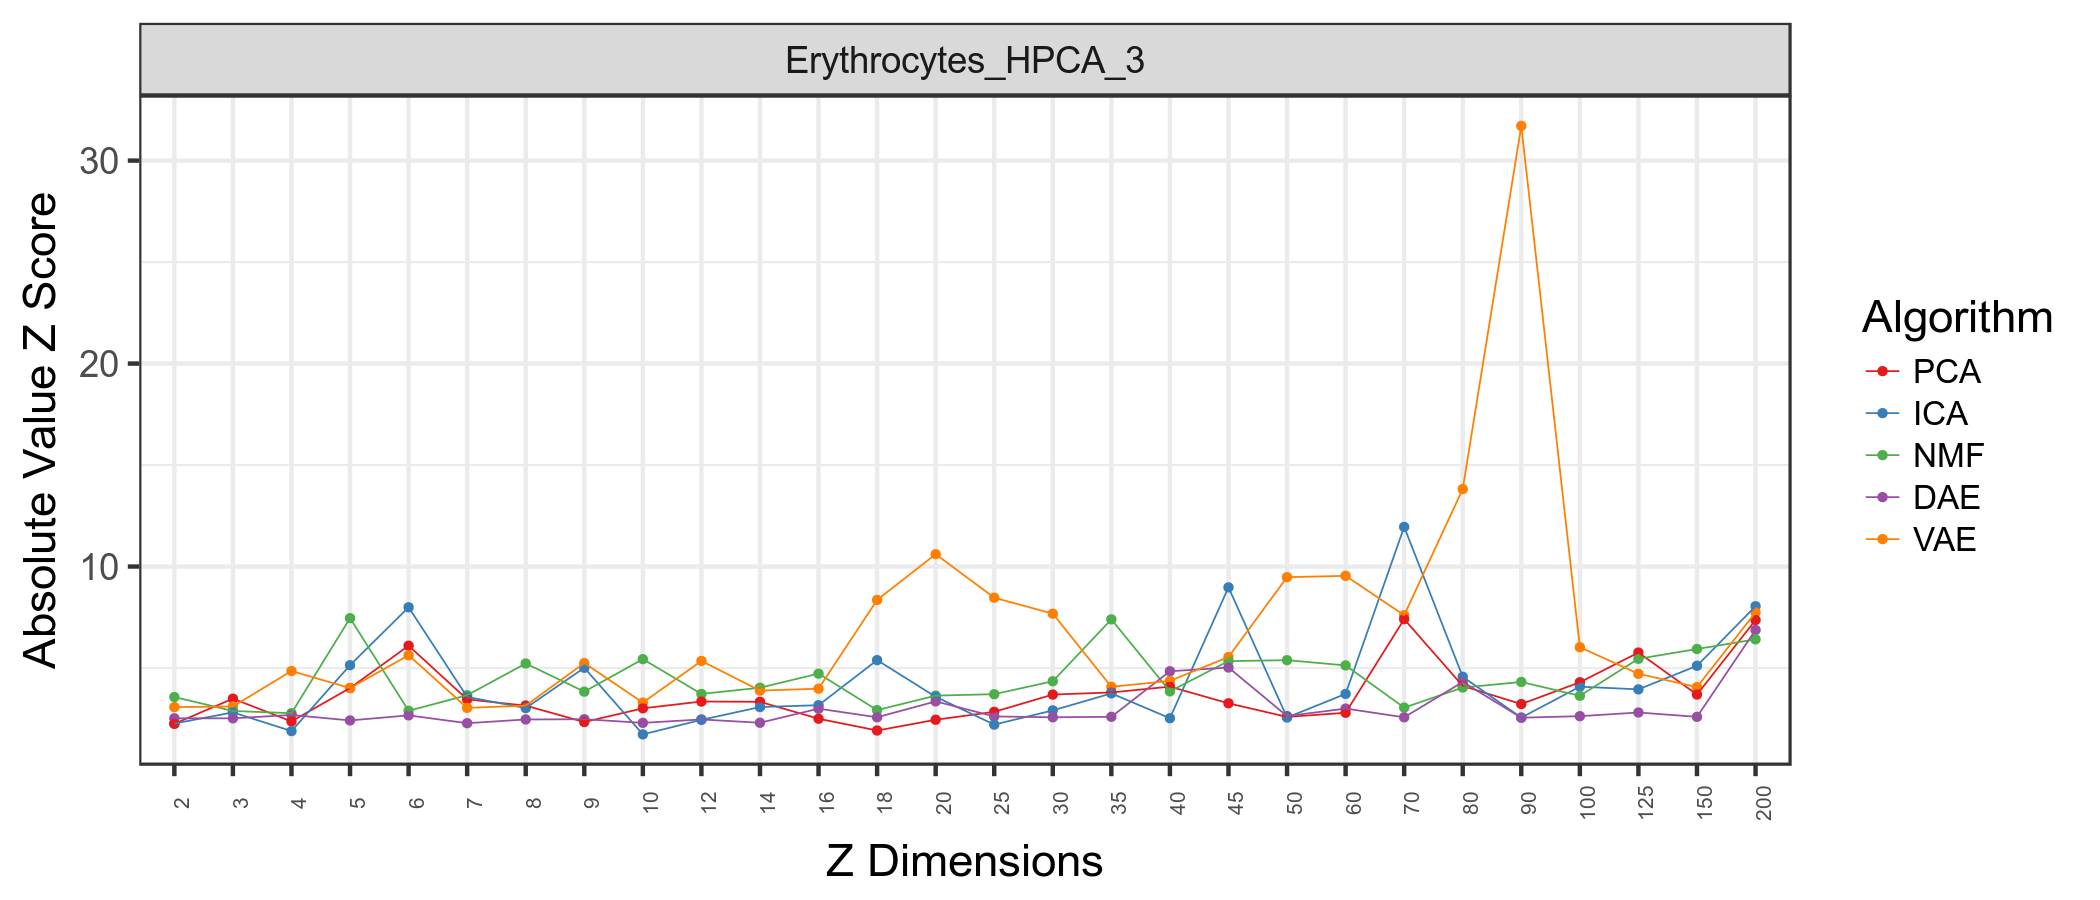 Erythrocytes_HPCA_3
Absolute Value Z Score
30
20
10
2 3 4 5 6 7 8 9 10 12 14 16 18 20 25 30 35 40 45 50 60 70 80 90 100 125 150 200
Z Dimensions
Algorithm
PCA
ICA
NMF
DAE
VAE